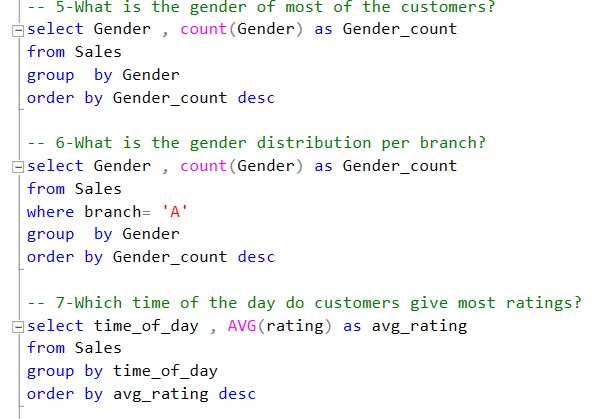 -- 5-What is the gender of most of the customers?
select Gender , count(Gender) as Gender_count
from Sales
group  by Gender
order by Gender_count desc
-- 6-What is the gender distribution per branch?
select Gender , count(Gender) as Gender_count
from Sales
where branch= 'A'
group  by Gender
order by Gender_count desc
-- 7-Which time of the day do customers give most ratings?
select time_of_day , AVG(rating) as avg_rating
from Sales
group by time_of_day
order by avg_rating desc